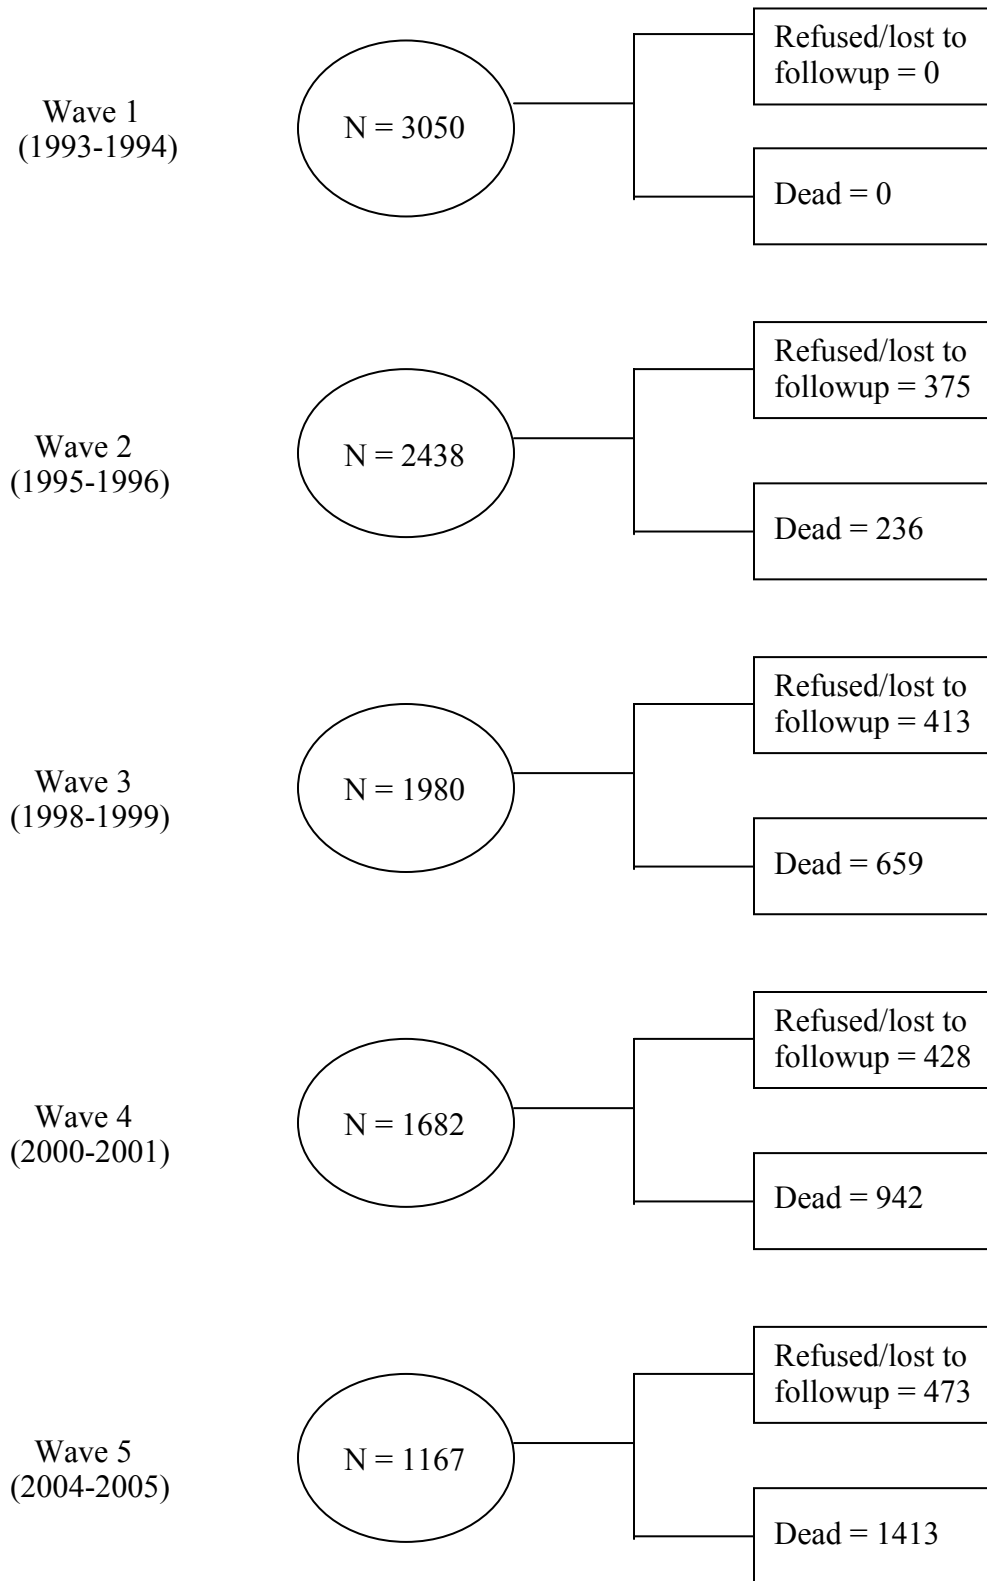 Wave 1
(1993-1994)
N = 3050
Refused/lost to
followup = 0
Dead = 0
Wave 2
(1995-1996)
N = 2438
Refused/lost to
followup = 375
Dead = 236
Wave 3
(1998-1999)
N = 1980
Refused/lost to
followup = 413
Dead = 659
Wave 4
(2000-2001)
N = 1682
Refused/lost to
followup = 428
Dead = 942
Wave 5
(2004-2005)
N = 1167
Refused/lost to
followup = 473
Dead = 1413